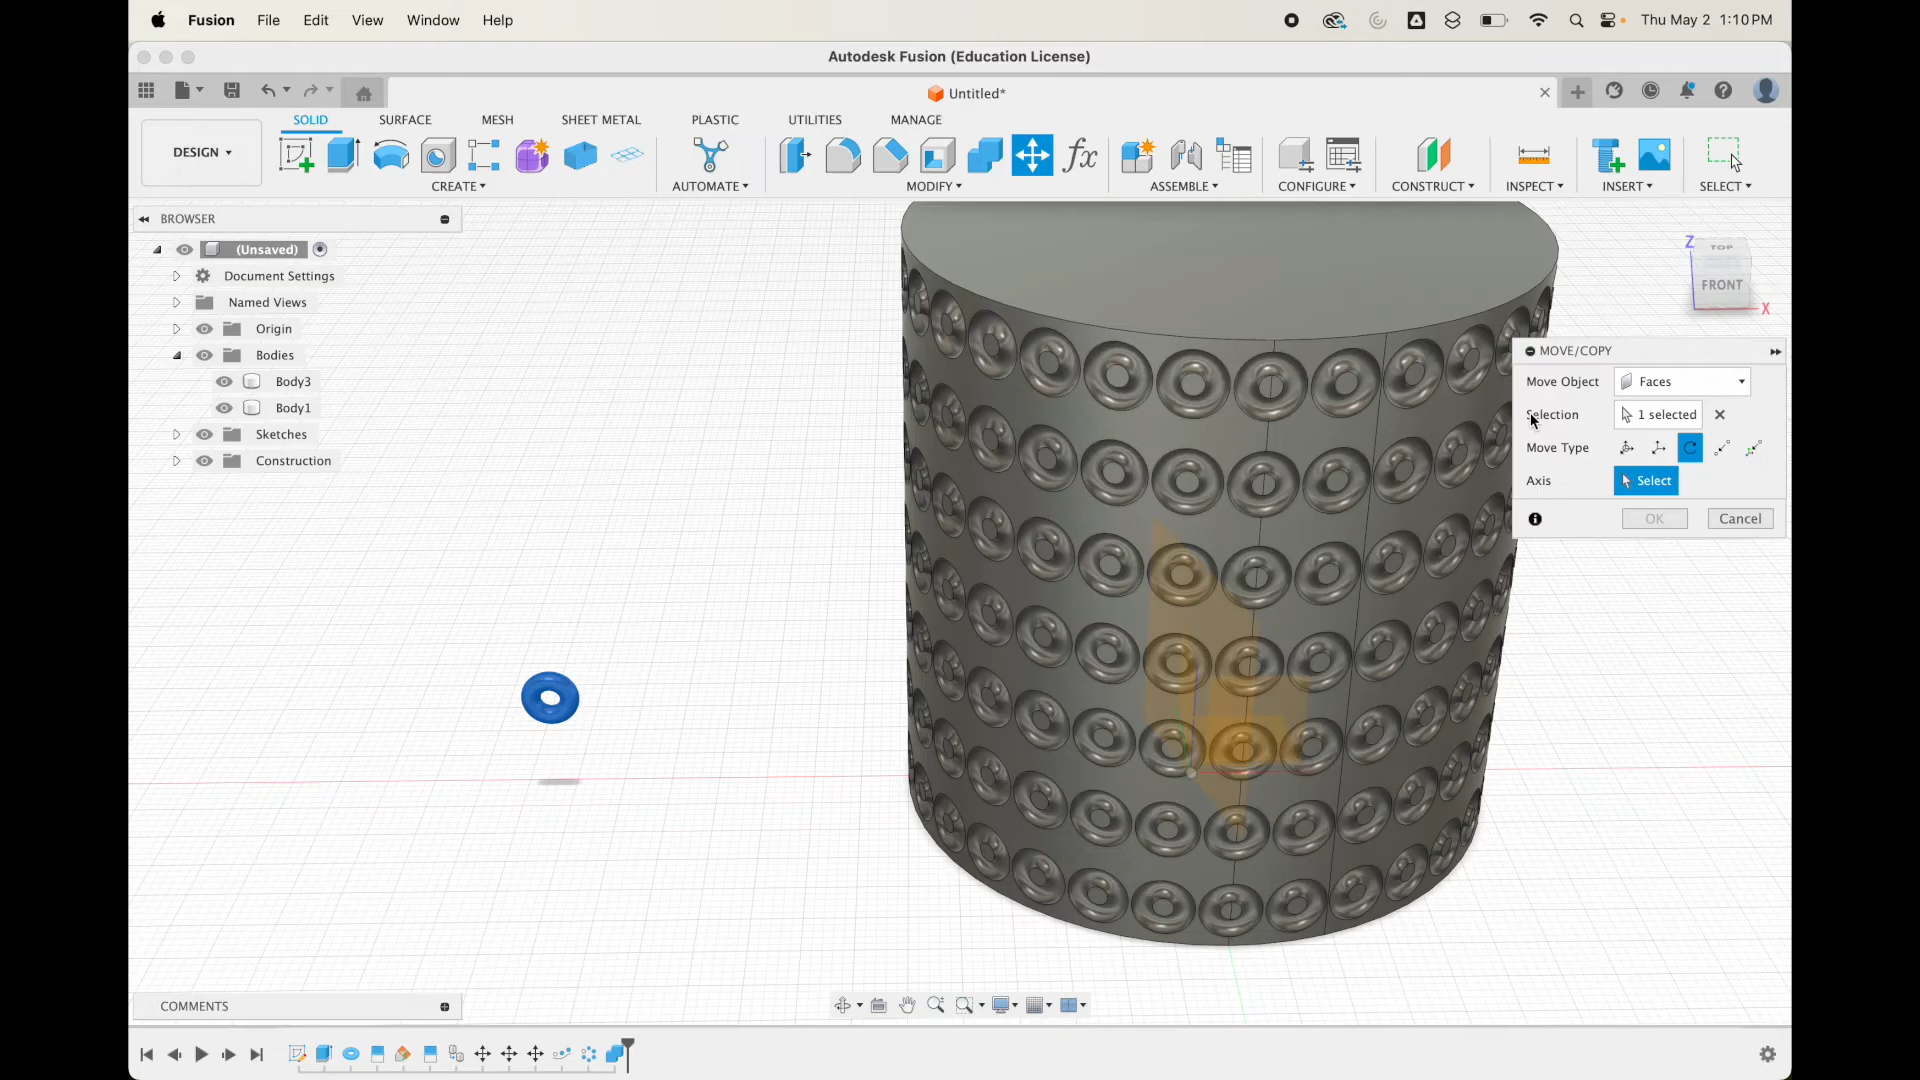 Fusion File Edit View Window Help Thu May 2 1:10 PM
Autodesk Fusion (Education License)
Untitled*
SOLID SURFACE MESH SHEET METAL PLASTIC UTILITIES MANAGE
DESIGN
CREATE AUTOMATE MODIFY ASSEMBLE CONFIGURE CONSTRUCT INSPECT INSERT SELECT
BROWSER
(Unsaved)
Document Settings
Named Views
Origin
Bodies
Body3
Body1
Sketches
Construction
Z TOP
FRONT
X
MOVE/COPY
Move Object Faces
Selection 1 selected
Move Type
Axis Select
OK Cancel
COMMENTS